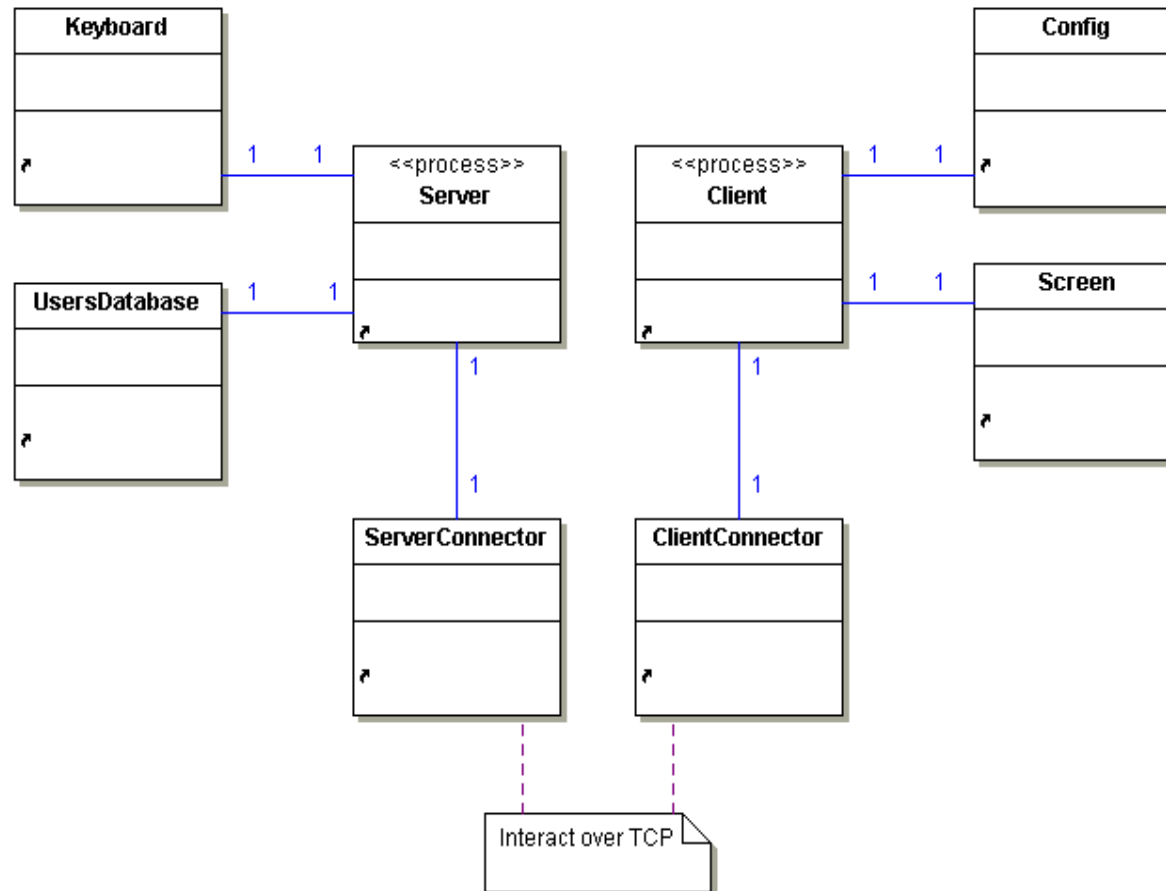 Keyboard
Config
1 1
<<process>>
Server
<<process>>
Client
1 1
UsersDatabase
1 1
1 1
Screen
1
1
1
1
ServerConnector
ClientConnector
Interact over TCP